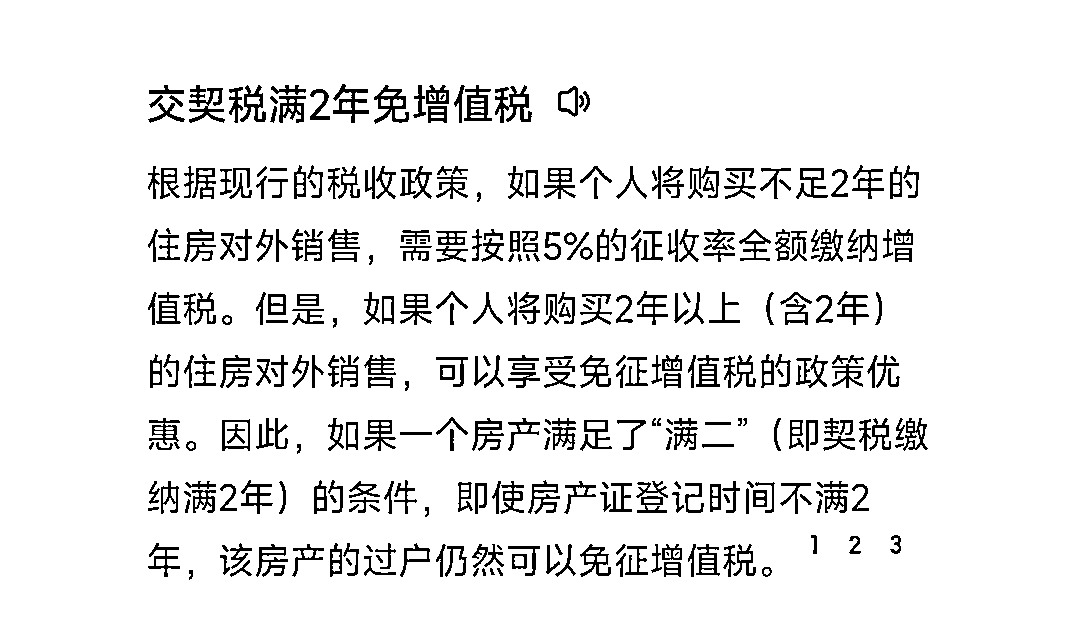 交契税满2年免增值税
根据现行的税收政策，如果个人将购买不足2年的
住房对外销售，需要按照5%的征收率全额缴纳增
值税。但是，如果个人将购买2年以上（含2年）
的住房对外销售，可以享受免征增值税的政策优
惠。因此，如果一个房产满足了“满二”（即契税缴
纳满2年）的条件，即使房产证登记时间不满2
年，该房产的过户仍然可以免征增值税。 1 2 3